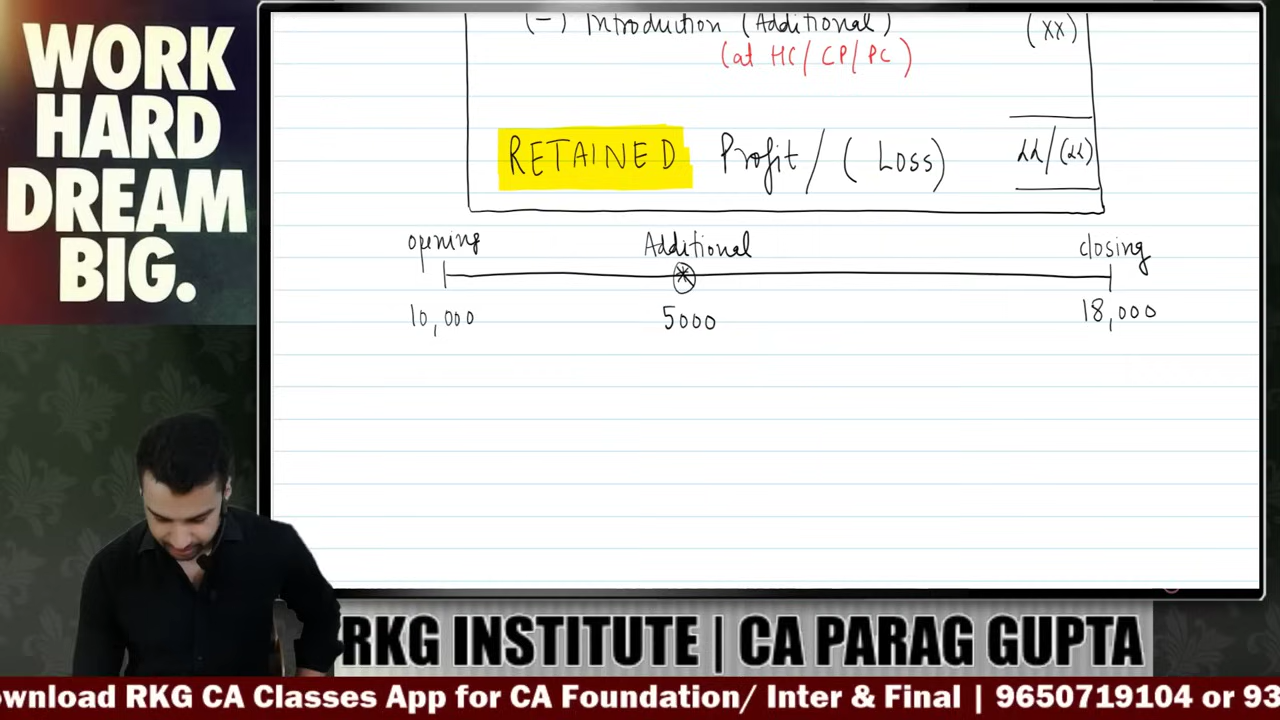 WORK
HARD
DREAM
BIG.
(-) Introduction (Additional) (xx)
(at HC/ CP/ PC)
RETAINED Profit / ( Loss)
opening Additional closing
10,000 5000 18,000
RKG INSTITUTE | CA PARAG GUPTA
ownload RKG CA Classes App for CA Foundation/ Inter & Final | 9650719104 or 93